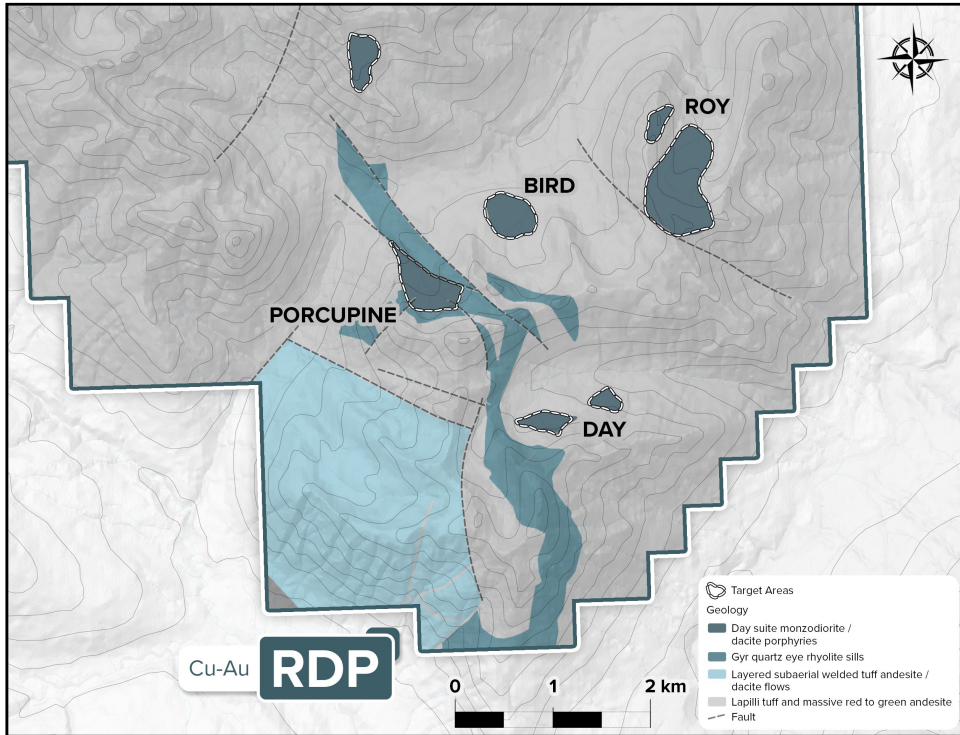 ROY
BIRD
PORCUPINE
DAY
Cu-Au
RDP
0 1 2 km
Target Areas
Geology
Day suite monzodiorite /
dacite porphyries
Gyr quartz eye rhyolite sills
Layered subaerial welded tuff andesite /
dacite flows
Lapilli tuff and massive red to green andesite
Fault